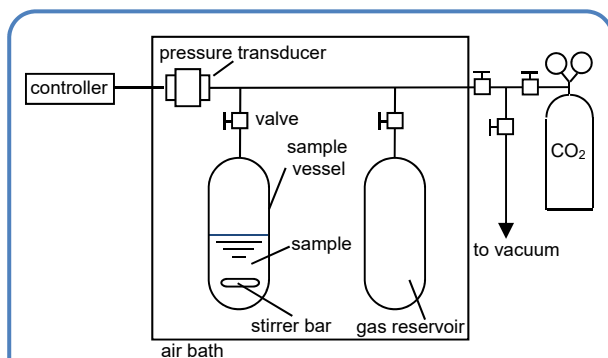 pressure transducer
controller
valve
sample
vessel
CO2
sample
to vacuum
stirrer bar
gas reservoir
air bath